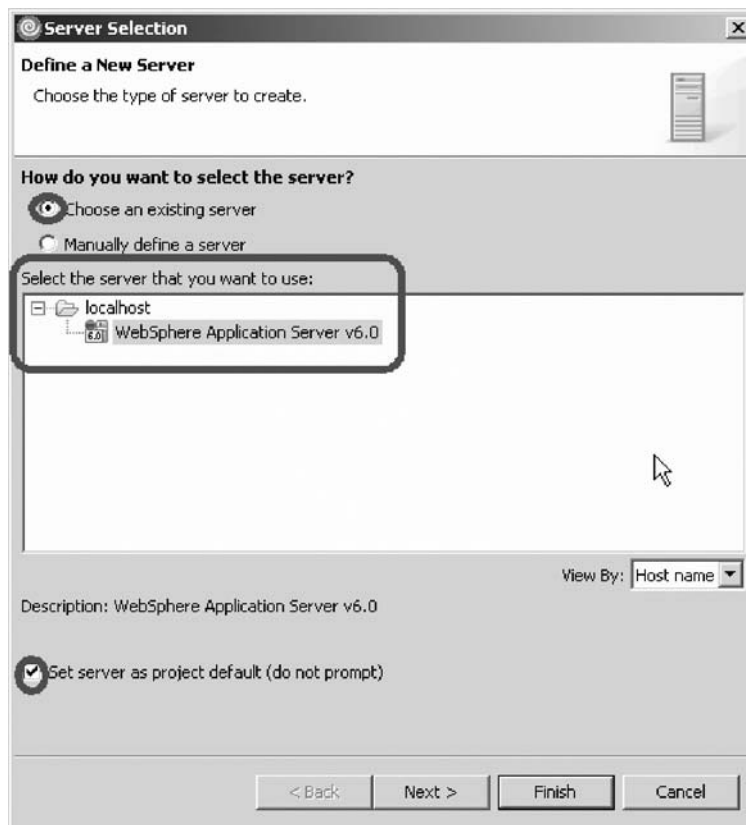 Server Selection
Define a New Server
Choose the type of server to create.
How do you want to select the server?
Choose an existing server
Manually define a server
Select the server that you want to use:
localhost
6.0
WebSphere Application Server v6.0
View By: Host name
Description: WebSphere Application Server v6.0
Set server as project default (do not prompt)
< Back Next > Finish Cancel